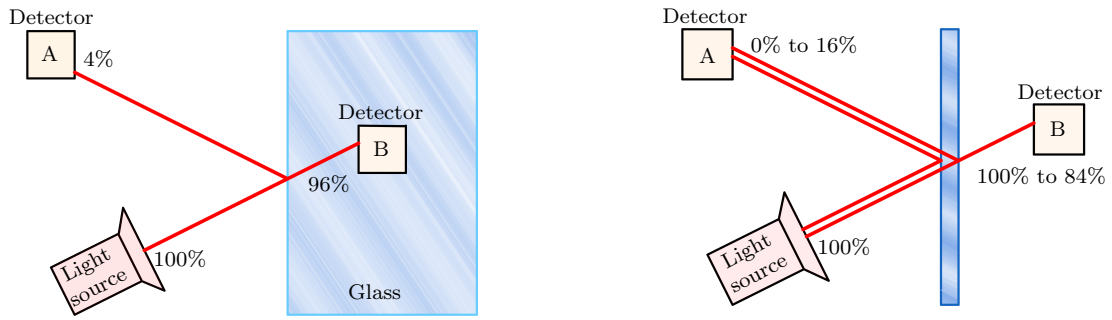 Detector
A
4%
Detector
B
96%
100%
Light
source
Glass
Detector
A
0% to 16%
Detector
B
100% to 84%
100%
Light
source